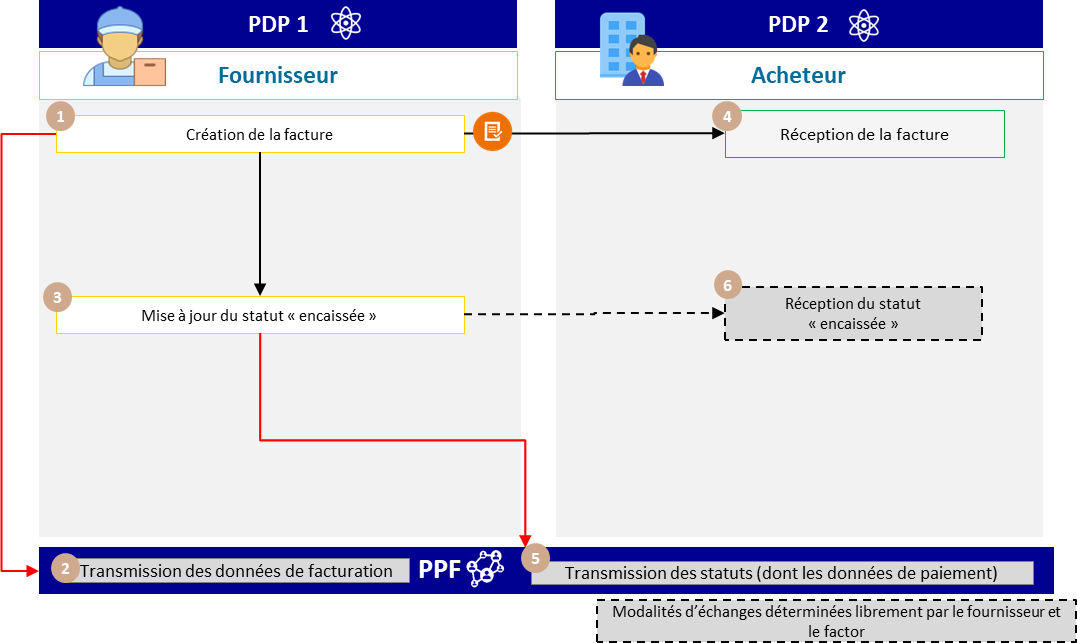 PDP 1
PDP 2
Fournisseur
Acheteur
1
Création de la facture
4
Réception de la facture
3
Mise à jour du statut « encaissée »
6
Réception du statut
« encaissée »
2
Transmission des données de facturation
PPF
5
Transmission des statuts (dont les données de paiement)
Modalités d’échanges déterminées librement par le fournisseur et
le factor